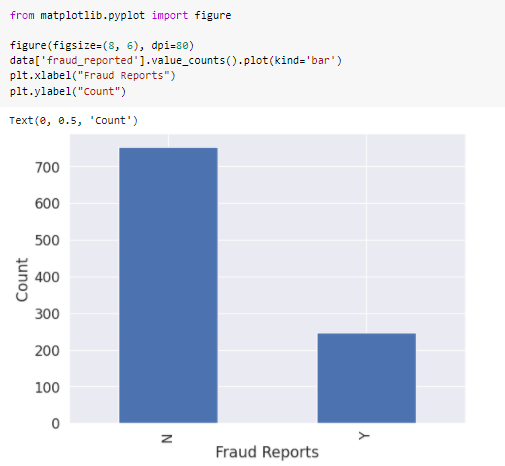 from matplotlib.pyplot import figure
figure(figsize=(8, 6), dpi=80)
data['fraud_reported'].value_counts().plot(kind='bar')
plt.xlabel("Fraud Reports")
plt.ylabel("Count")
Text(0, 0.5, 'Count')
700
600
500
400
300
200
100
0
Count
N
Y
Fraud Reports